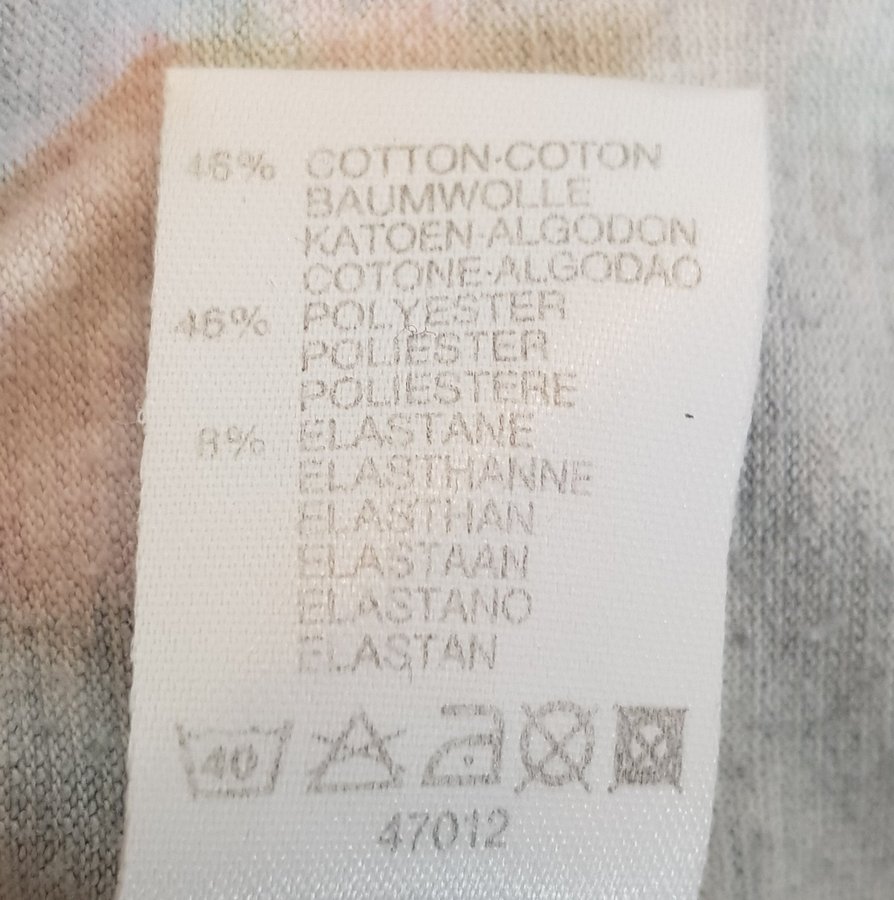 46% COTTON·COTON
BAUMWOLLE
KATOEN·ALGODON
COTONE·ALGODAO
46% POLYESTER
POLIESTER
POLIESTERE
8% ELASTANE
ELASTHANNE
ELASTHAN
ELASTAAN
ELASTANO
ELASTAN
40
47012